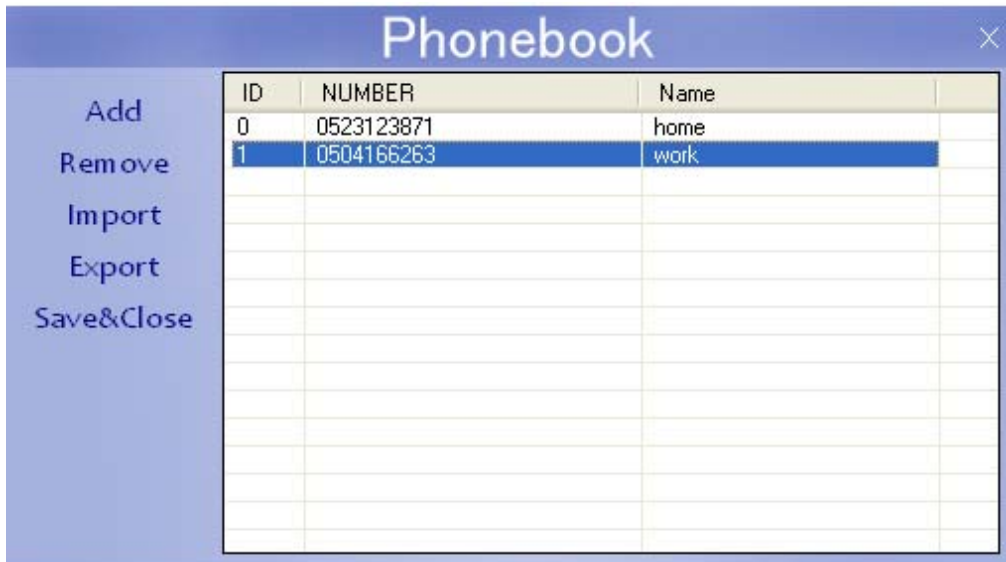 Phonebook
Add
Remove
Import
Export
Save&Close
ID NUMBER Name
0 0523123871 home
1 0504166263 work